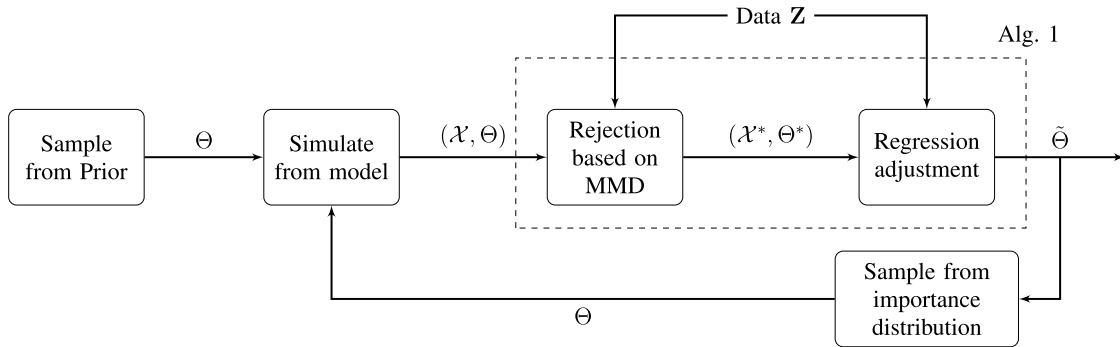 Data Z
Alg. 1
Sample
from Prior
Θ
Simulate
from model
(𝒳, Θ)
Rejection
based on
MMD
(𝒳*, Θ*)
Regression
adjustment
Θ̃
Sample from
importance
distribution
Θ